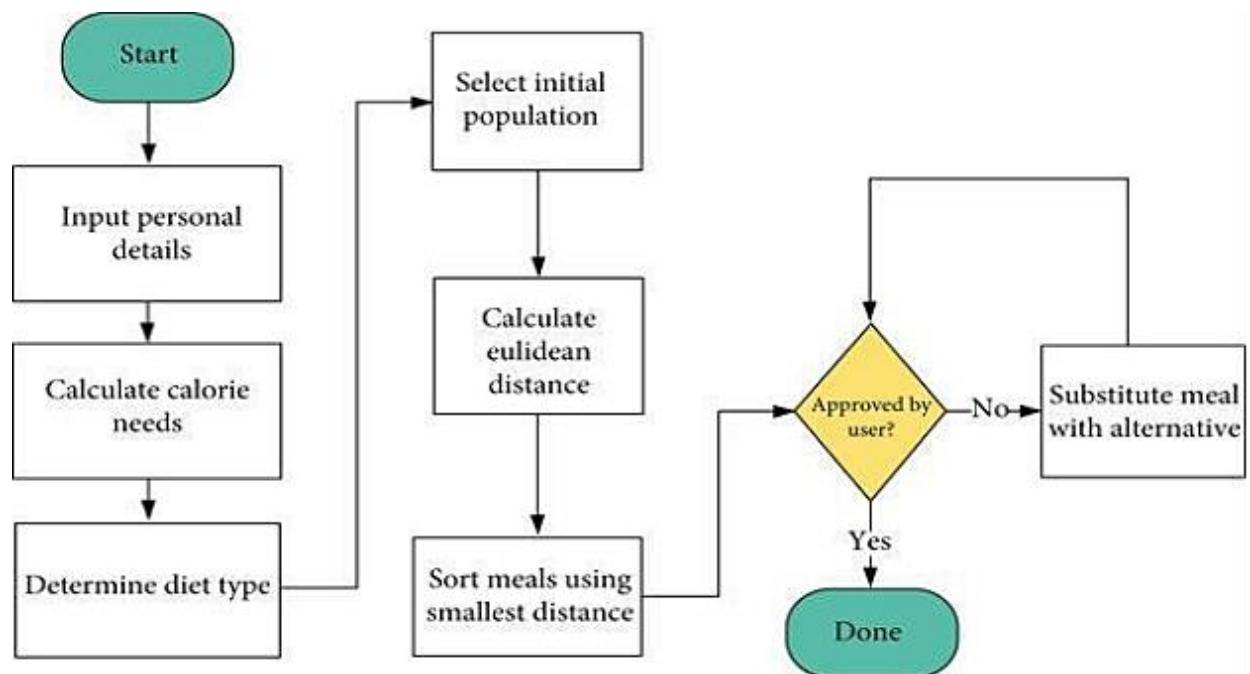 Start
Input personal
details
Calculate calorie
needs
Determine diet type
Select initial
population
Calculate
eulidean
distance
Sort meals using
smallest distance
Approved by
user?
No
Substitute meal
with alternative
Yes
Done